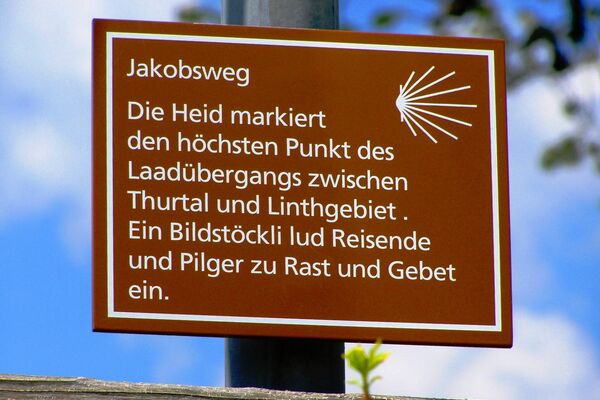 Jakobsweg
Die Heid markiert
den höchsten Punkt des
Laadübergangs zwischen
Thurtal und Linthgebiet .
Ein Bildstöckli lud Reisende
und Pilger zu Rast und Gebet
ein.